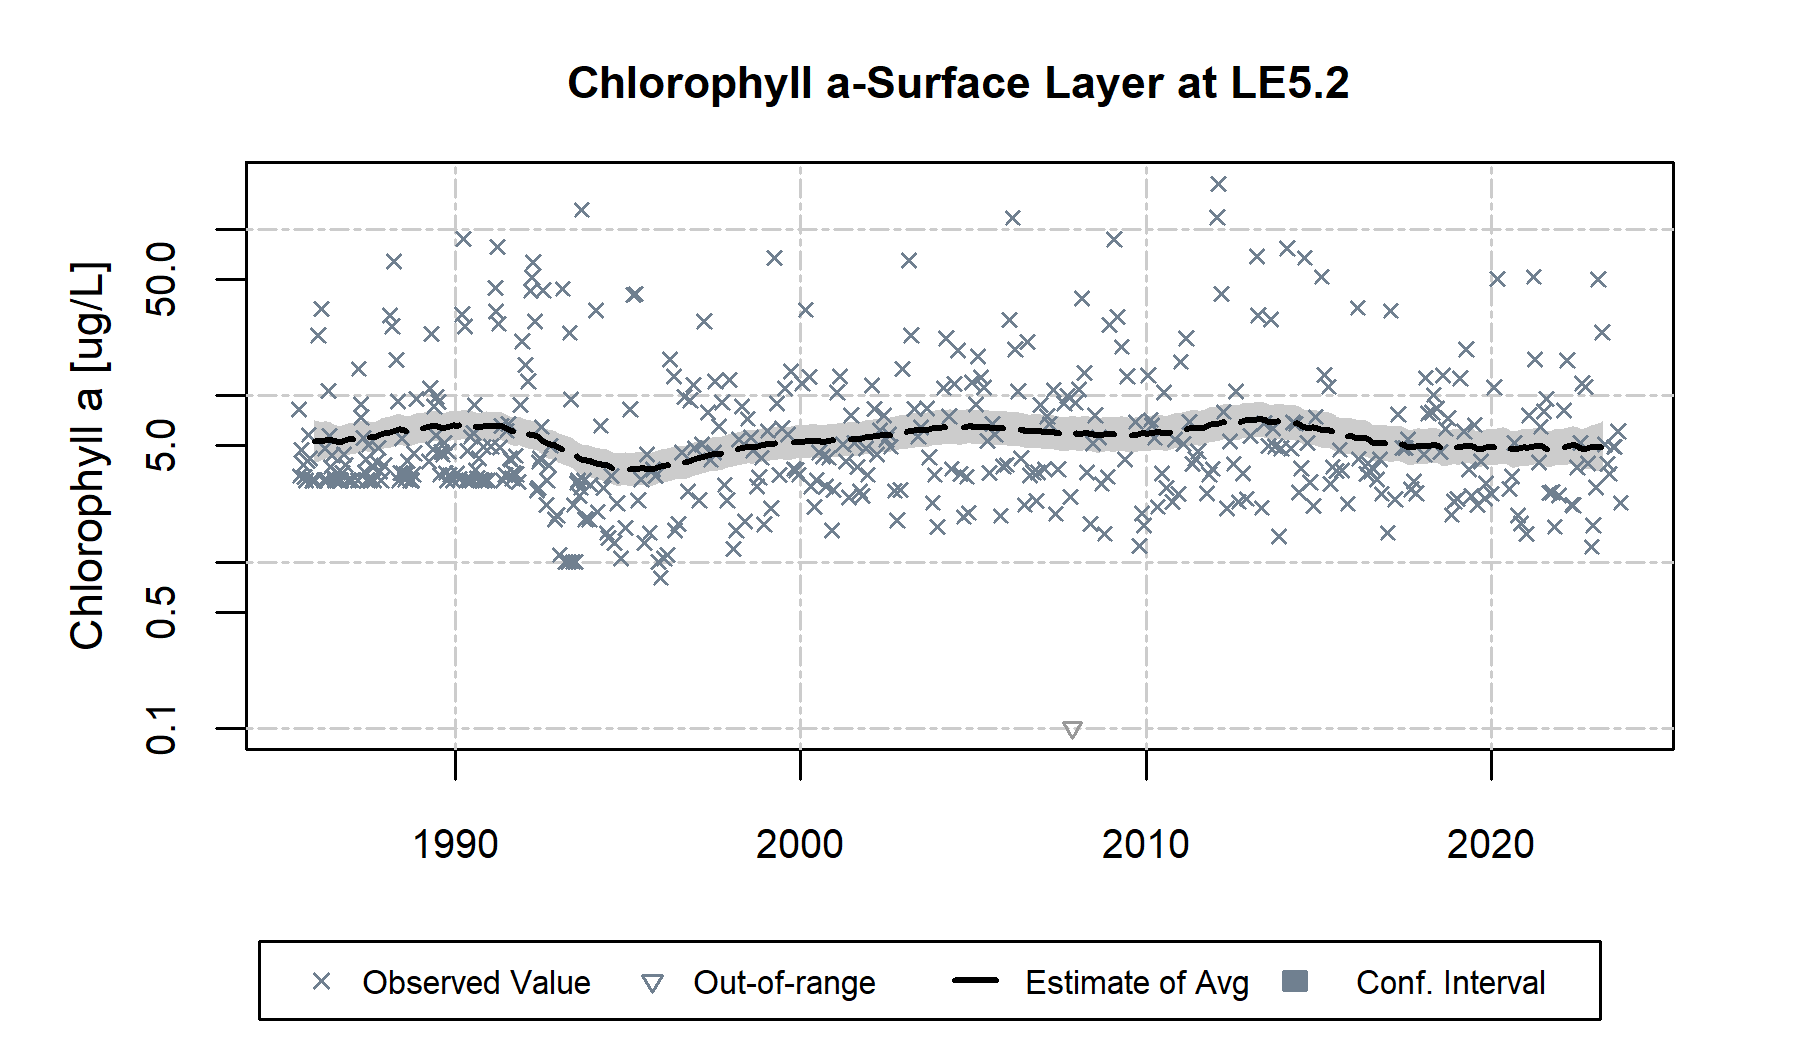 Chlorophyll a-Surface Layer at LE5.2
Chlorophyll a [ug/L]
50.0
5.0
0.5
0.1
1990 2000 2010 2020
Observed Value Out-of-range Estimate of Avg Conf. Interval